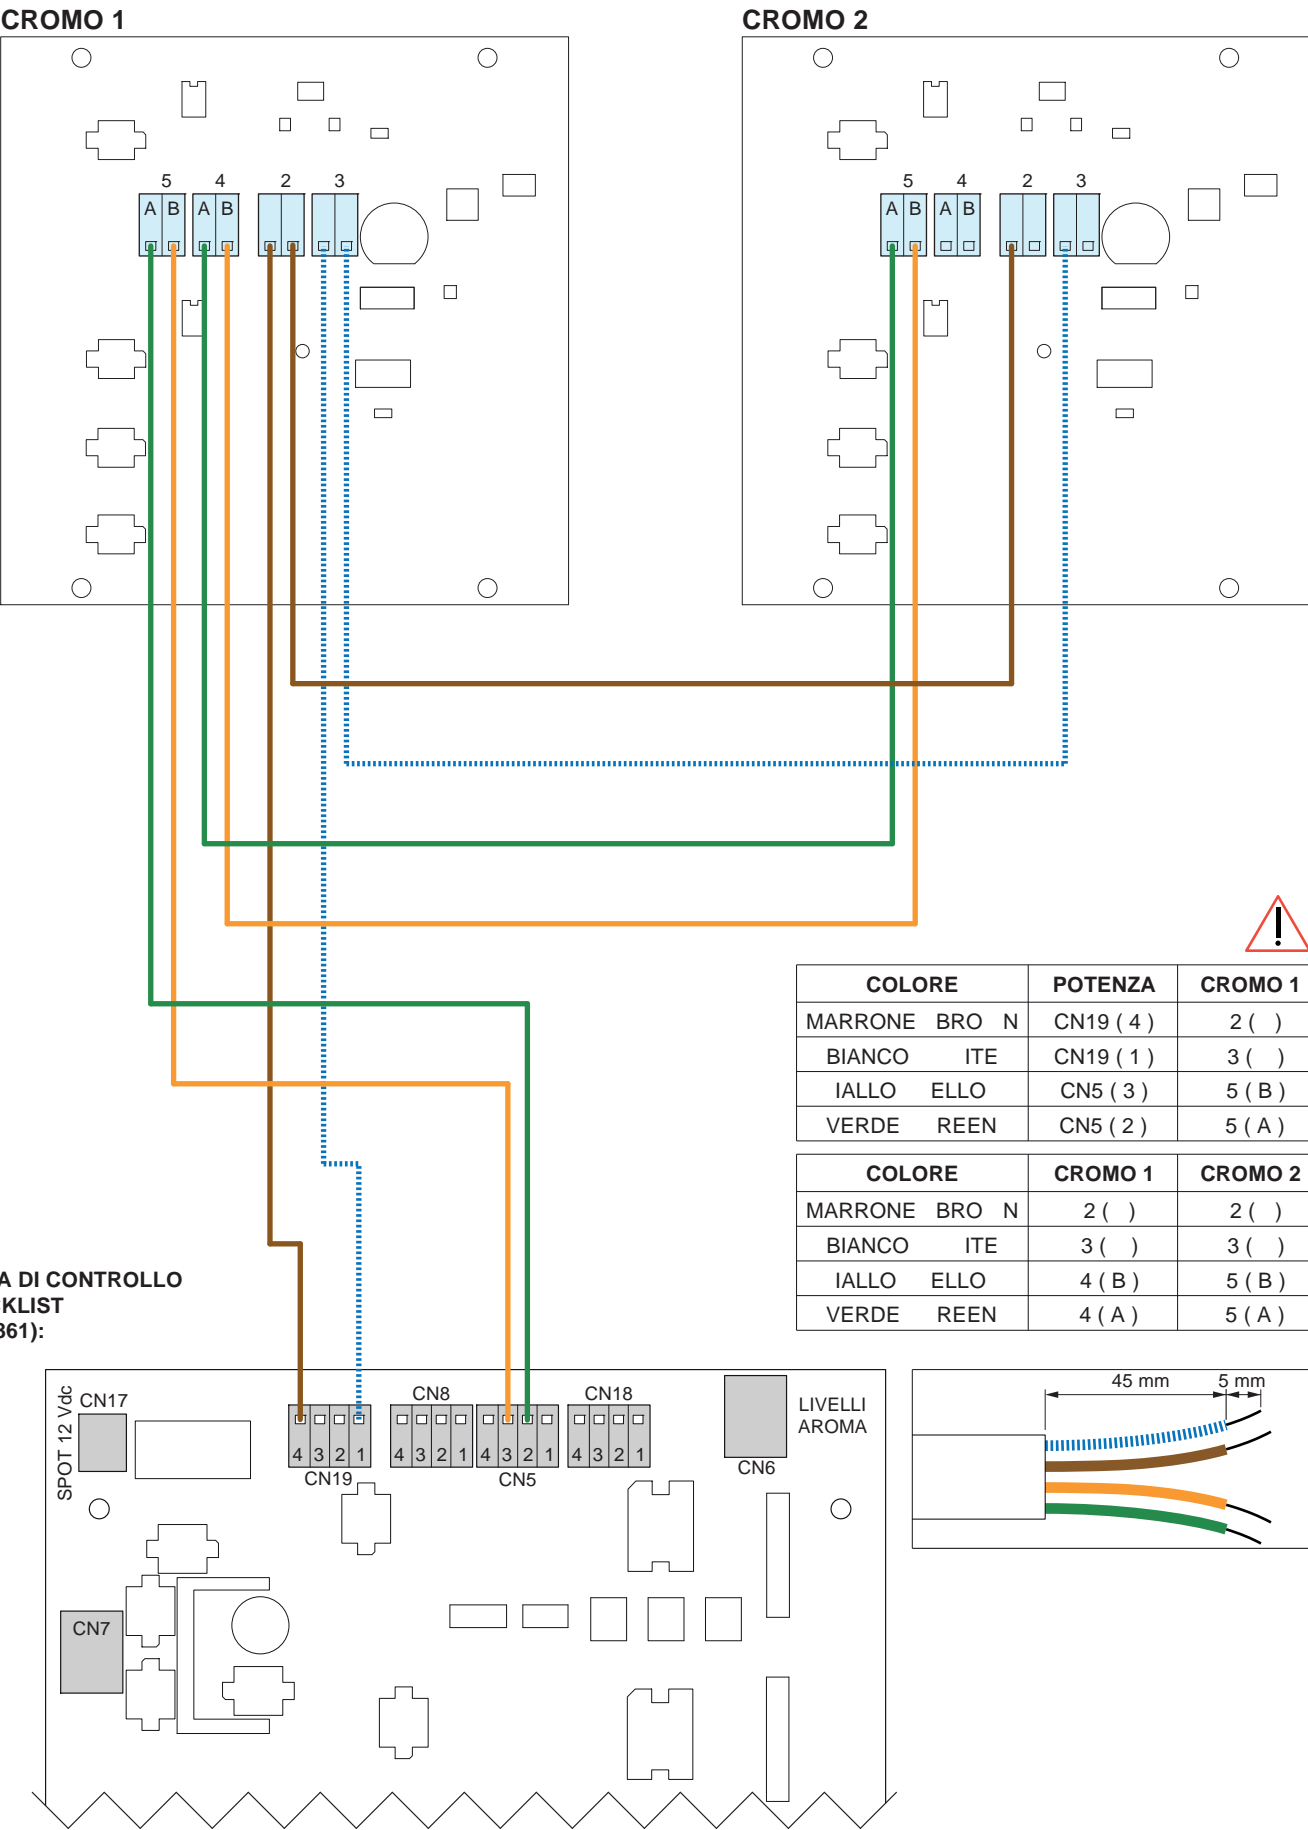 CROMO 1
CROMO 2
5 4 2 3
A B A B
5 4 2 3
A B A B
COLORE POTENZA CROMO 1
MARRONE BRO N CN19 ( 4 ) 2 ( )
BIANCO ITE CN19 ( 1 ) 3 ( )
IALLO ELLO CN5 ( 3 ) 5 ( B )
VERDE REEN CN5 ( 2 ) 5 ( A )
COLORE CROMO 1 CROMO 2
MARRONE BRO N 2 ( ) 2 ( )
BIANCO ITE 3 ( ) 3 ( )
IALLO ELLO 4 ( B ) 5 ( B )
VERDE REEN 4 ( A ) 5 ( A )
A DI CONTROLLO
CKLIST
361):
45 mm 5 mm
SPOT 12 Vdc
CN17
CN8
CN18
LIVELLI
AROMA
4 3 2 1
4 3 2 1
4 3 2 1
4 3 2 1
CN19
CN5
CN6
CN7